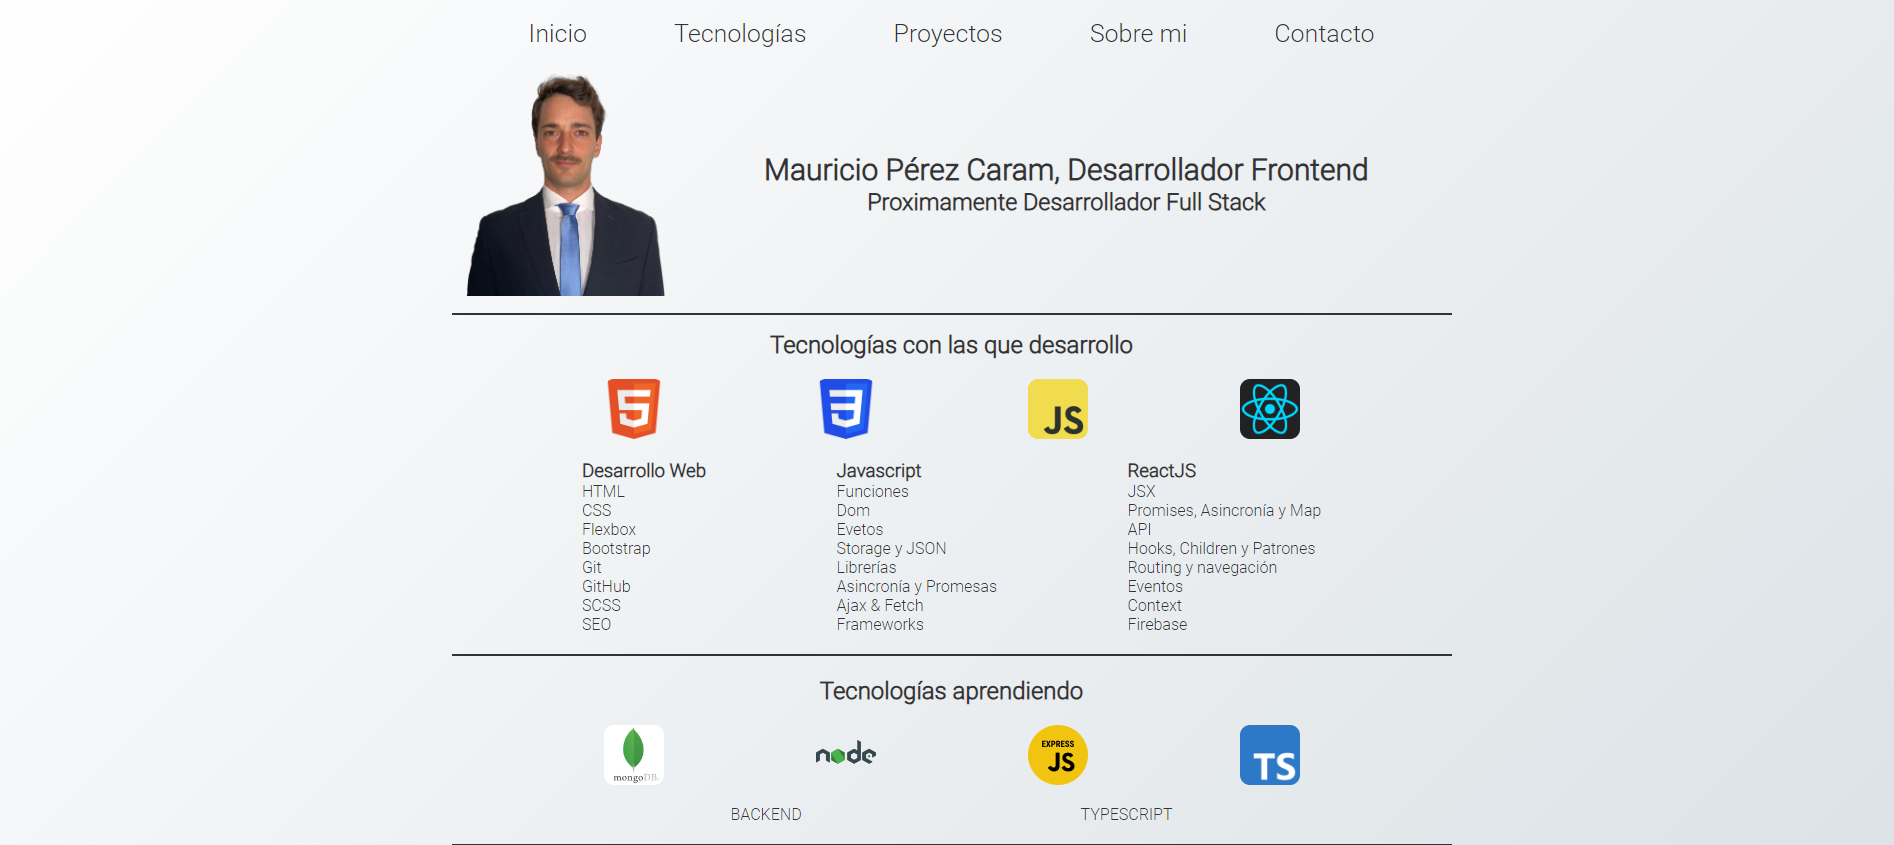 Inicio Tecnologías Proyectos Sobre mi Contacto
Mauricio Pérez Caram, Desarrollador Frontend
Proximamente Desarrollador Full Stack
Tecnologías con las que desarrollo
5
3
JS
Desarrollo Web
HTML
CSS
Flexbox
Bootstrap
Git
GitHub
SCSS
SEO
Javascript
Funciones
Dom
Evetos
Storage y JSON
Librerías
Asincronía y Promesas
Ajax & Fetch
Frameworks
ReactJS
JSX
Promises, Asincronía y Map
API
Hooks, Children y Patrones
Routing y navegación
Eventos
Context
Firebase
Tecnologías aprendiendo
mongoDB.
node
EXPRESS
JS
TS
BACKEND
TYPESCRIPT